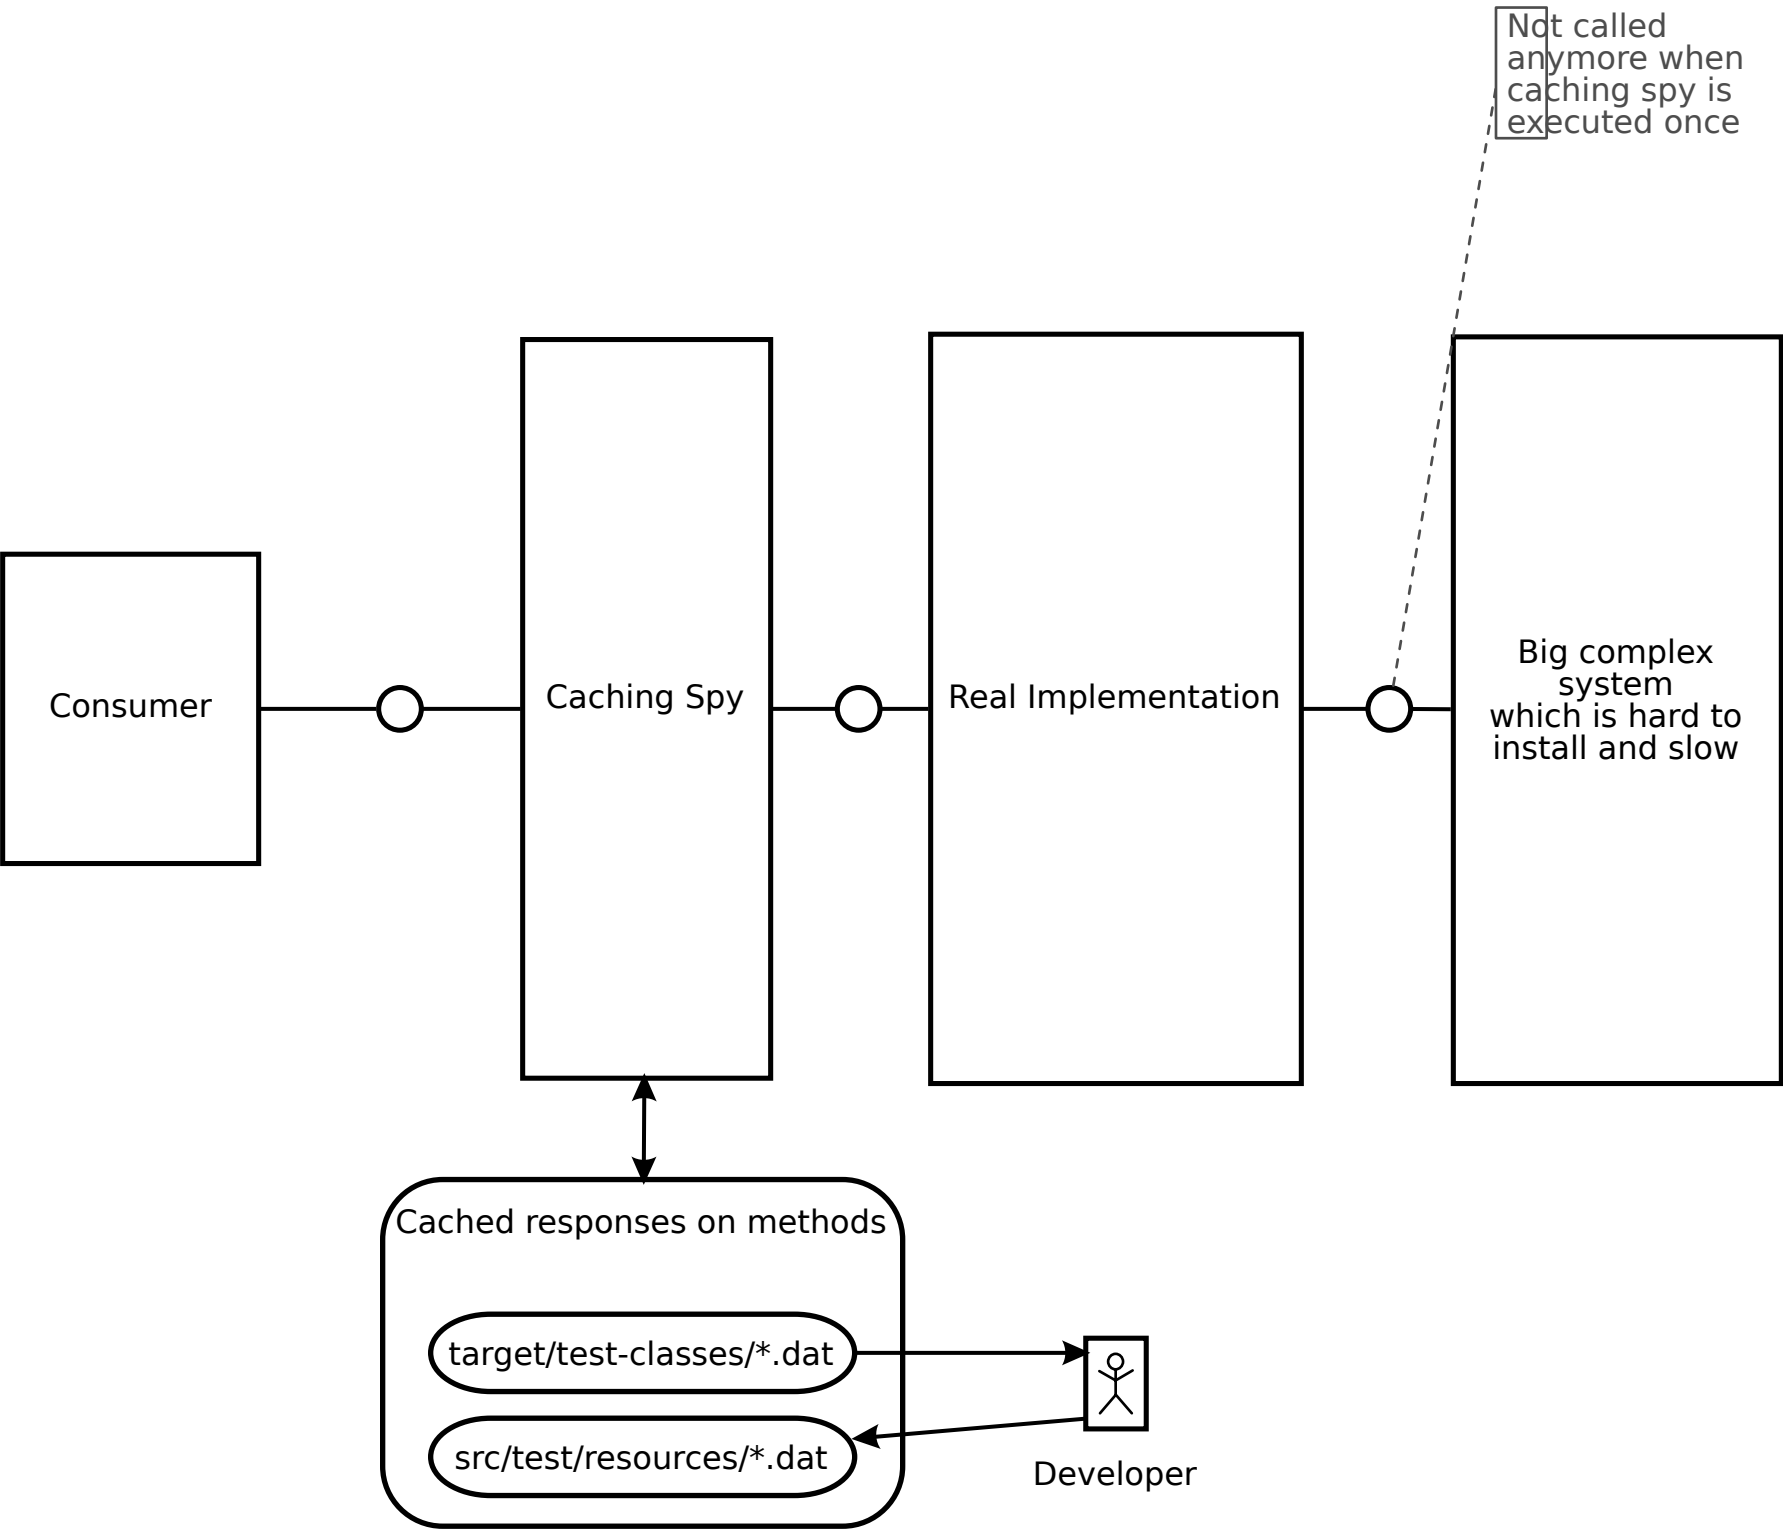 Not called
anymore when
caching spy is
executed once
Consumer
Caching Spy
Real Implementation
Big complex
system
which is hard to
install and slow
Cached responses on methods
target/test-classes/*.dat
src/test/resources/*.dat
Developer